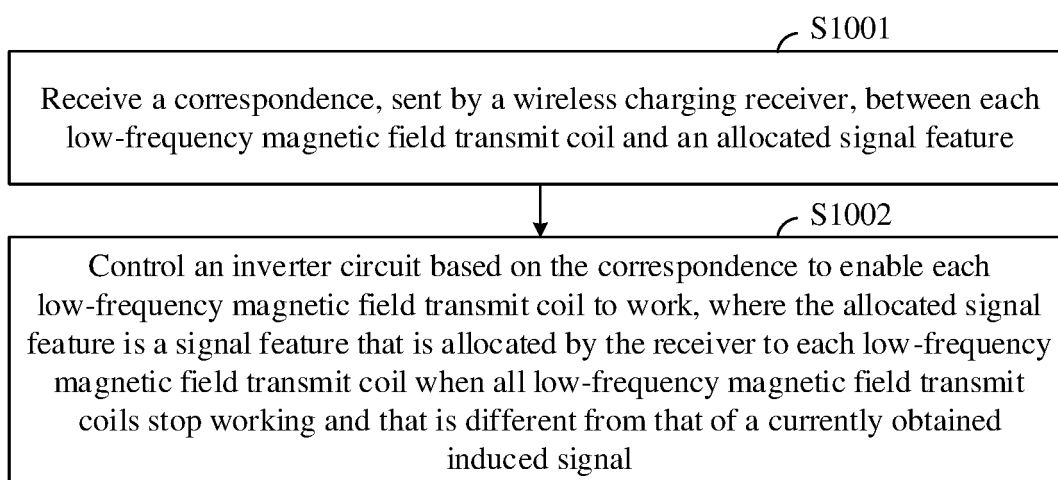 S1001
Receive a correspondence, sent by a wireless charging receiver, between each
low-frequency magnetic field transmit coil and an allocated signal feature
S1002
Control an inverter circuit based on the correspondence to enable each
low-frequency magnetic field transmit coil to work, where the allocated signal
feature is a signal feature that is allocated by the receiver to each low-frequency
magnetic field transmit coil when all low-frequency magnetic field transmit
coils stop working and that is different from that of a currently obtained
induced signal